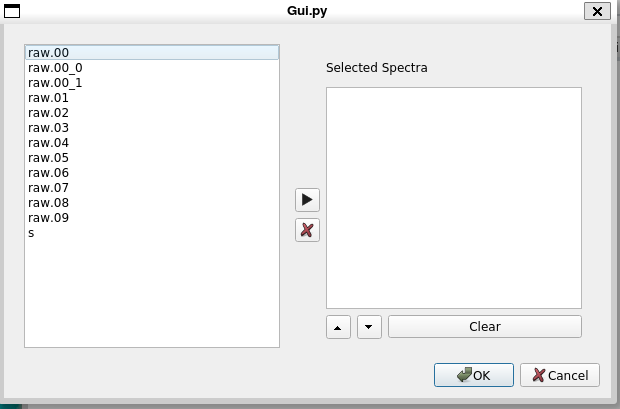 Gui.py
raw.00
raw.00_0
raw.00_1
raw.01
raw.02
raw.03
raw.04
raw.05
raw.06
raw.07
raw.08
raw.09
s
Selected Spectra
Clear
OK
Cancel